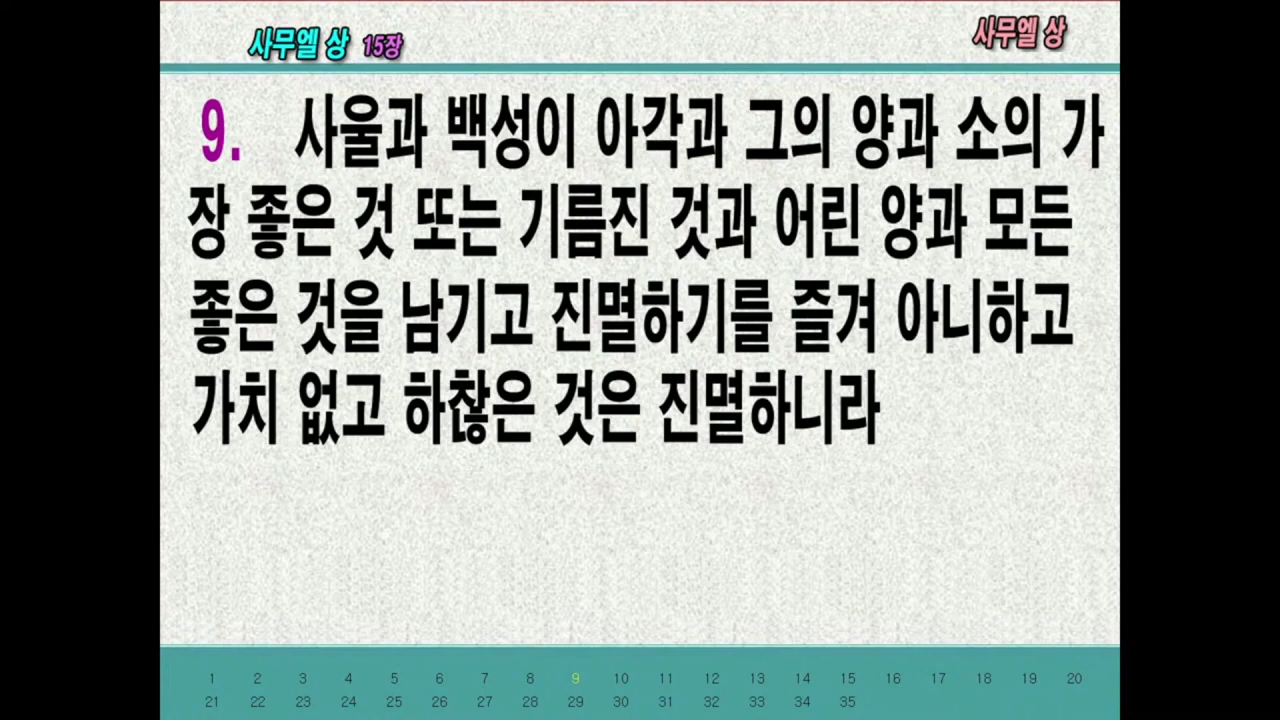 사무엘 상 15장
사무엘 상
9. 사울과 백성이 아각과 그의 양과 소의 가
장 좋은 것 또는 기름진 것과 어린 양과 모든
좋은 것을 남기고 진멸하기를 즐겨 아니하고
가치 없고 하찮은 것은 진멸하니라
1 2 3 4 5 6 7 8 9 10 11 12 13 14 15 16 17 18 19 20
21 22 23 24 25 26 27 28 29 30 31 32 33 34 35